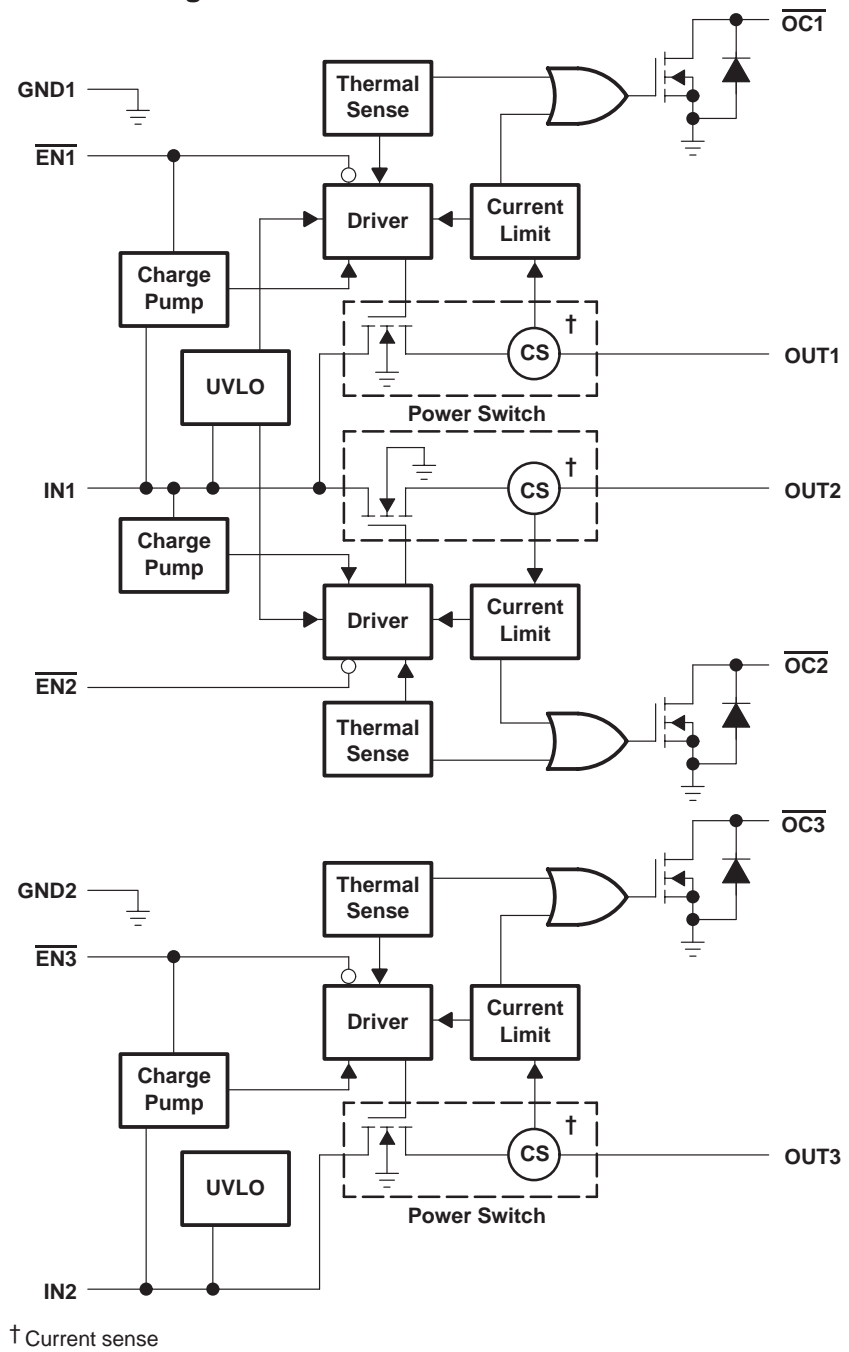 OC1
Thermal
Sense
GND1
EN1
Driver
Current
Limit
Charge
Pump
†
CS
OUT1
UVLO
Power Switch
†
IN1
CS
OUT2
Charge
Pump
Driver
Current
Limit
OC2
EN2
Thermal
Sense
OC3
Thermal
Sense
GND2
EN3
Driver
Current
Limit
Charge
Pump
†
CS
OUT3
UVLO
Power Switch
IN2
† Current sense